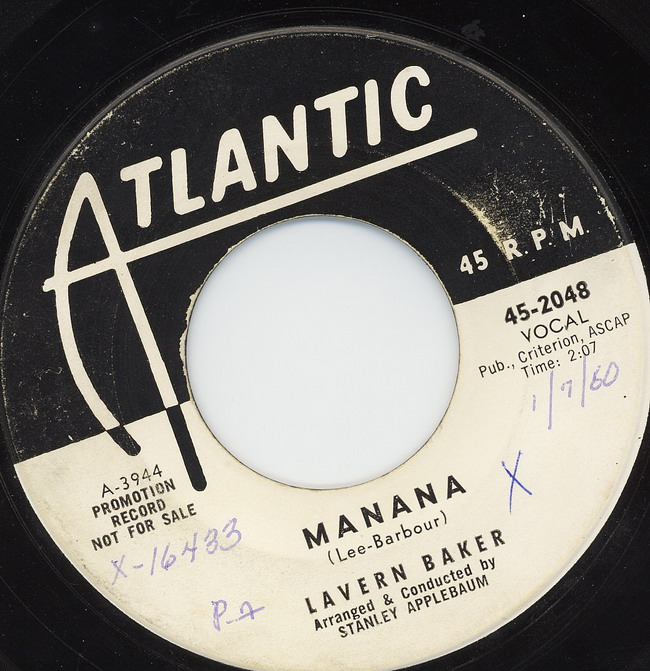 ATLANTIC
45 R.P.M.
45-2048
VOCAL
Pub., Criterion, ASCAP
Time: 2:07
1/7/60
A-3944
PROMOTION
RECORD
NOT FOR SALE
X-16433
P-A
X
MANANA
(Lee-Barbour)
LAVERN BAKER
Arranged & Conducted by
STANLEY APPLEBAUM